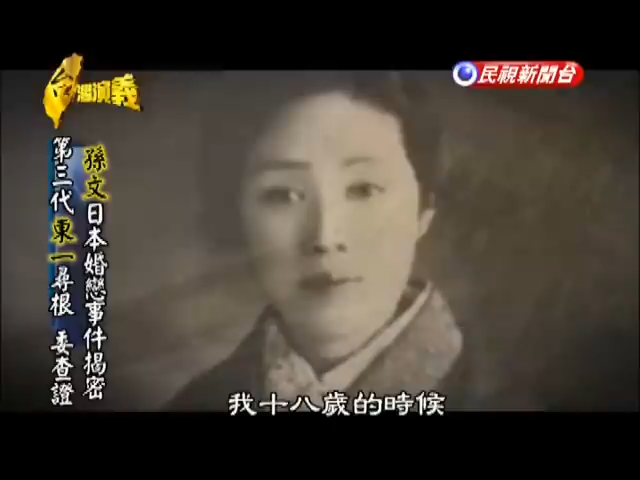 台灣演義
民視新聞台
孫文日本婚戀事件揭密
第三代東一尋根 委查證
我十八歲的時候